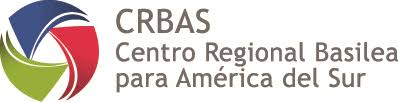 CRBAS
Centro Regional Basilea
para América del Sur